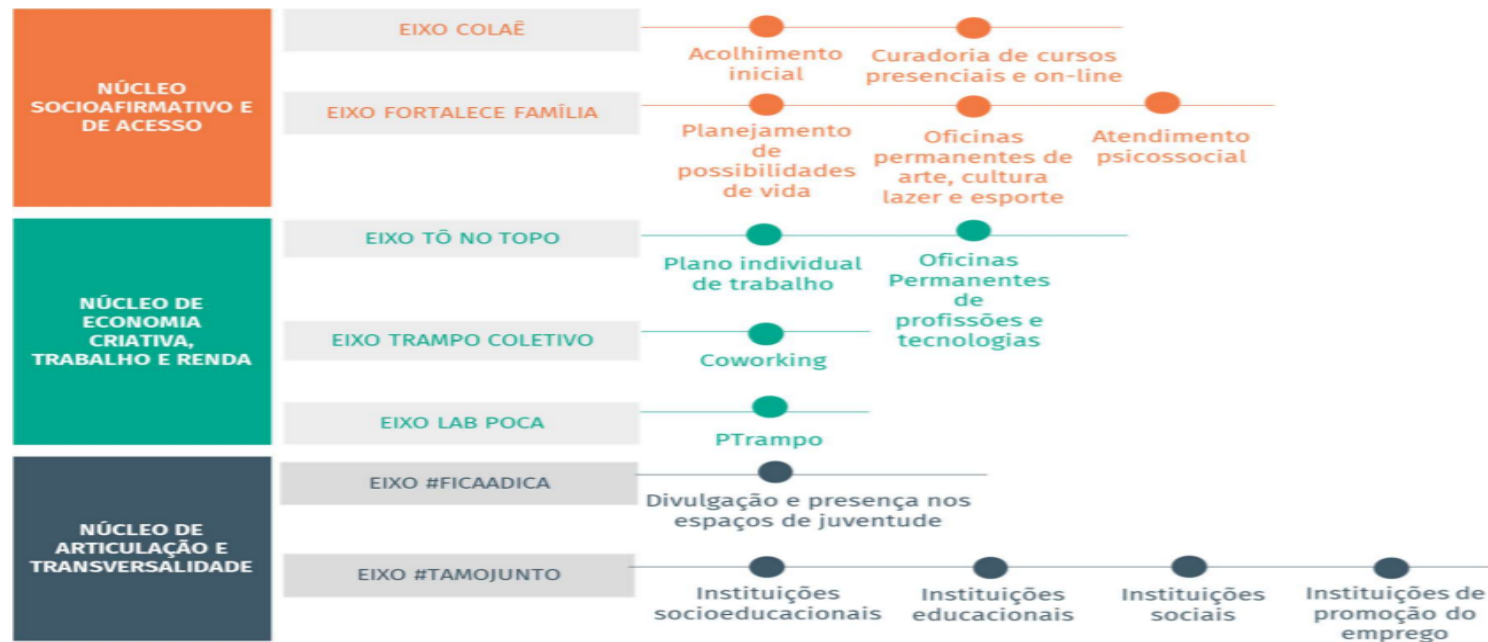 NÚCLEO
SOCIOAFIRMATIVO E
DE ACESSO
EIXO COLAÊ
Acolhimento
inicial
Curadoria de cursos
presenciais e on-line
EIXO FORTALECE FAMÍLIA
Planejamento
de
possibilidades
de vida
Oficinas
permanentes de
arte, cultura
lazer e esporte
Atendimento
psicossocial
NÚCLEO DE
ECONOMIA
CRIATIVA,
TRABALHO E RENDA
EIXO TÔ NO TOPO
Plano individual
de trabalho
Oficinas
Permanentes
de
profissões e
tecnologias
EIXO TRAMPO COLETIVO
Coworking
EIXO LAB POCA
PTrampo
NÚCLEO DE
ARTICULAÇÃO E
TRANSVERSALIDADE
EIXO #FICAADICA
Divulgação e presença nos
espaços de juventude
EIXO #TAMOJUNTO
Instituições
socioeducacionais
Instituições
educacionais
Instituições
sociais
Instituições de
promoção do
emprego